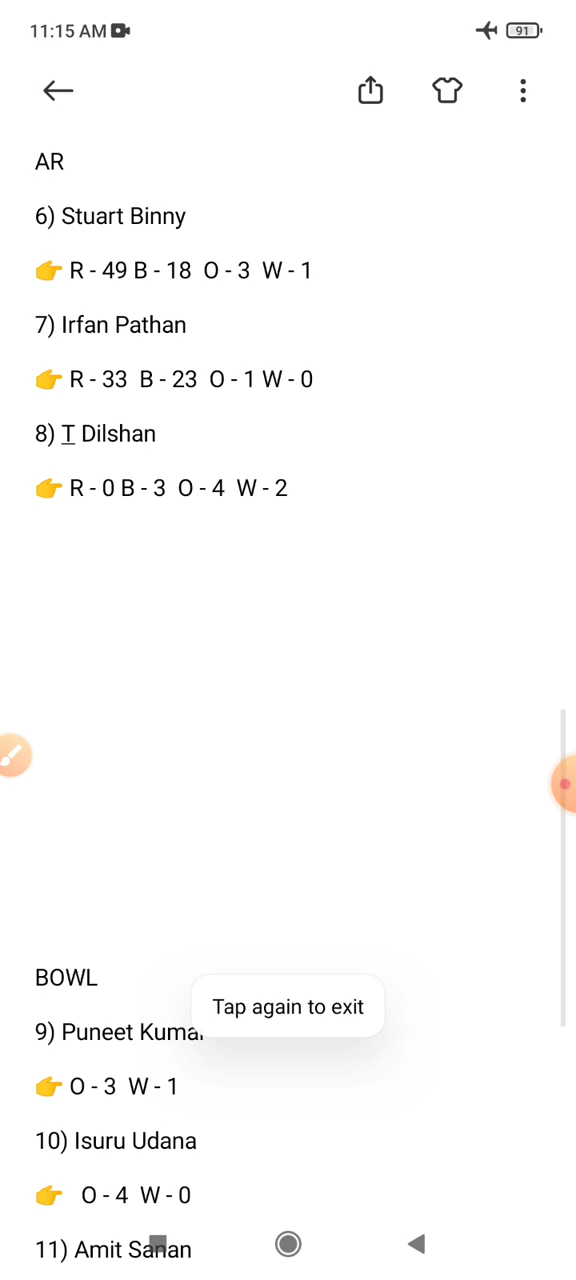 11:15 AM
91
AR
6) Stuart Binny
👉 R - 49 B - 18 O - 3 W - 1
7) Irfan Pathan
👉 R - 33 B - 23 O - 1 W - 0
8) T Dilshan
👉 R - 0 B - 3 O - 4 W - 2
BOWL
Tap again to exit
9) Puneet Kumar
👉 O - 3 W - 1
10) Isuru Udana
👉 O - 4 W - 0
11) Amit